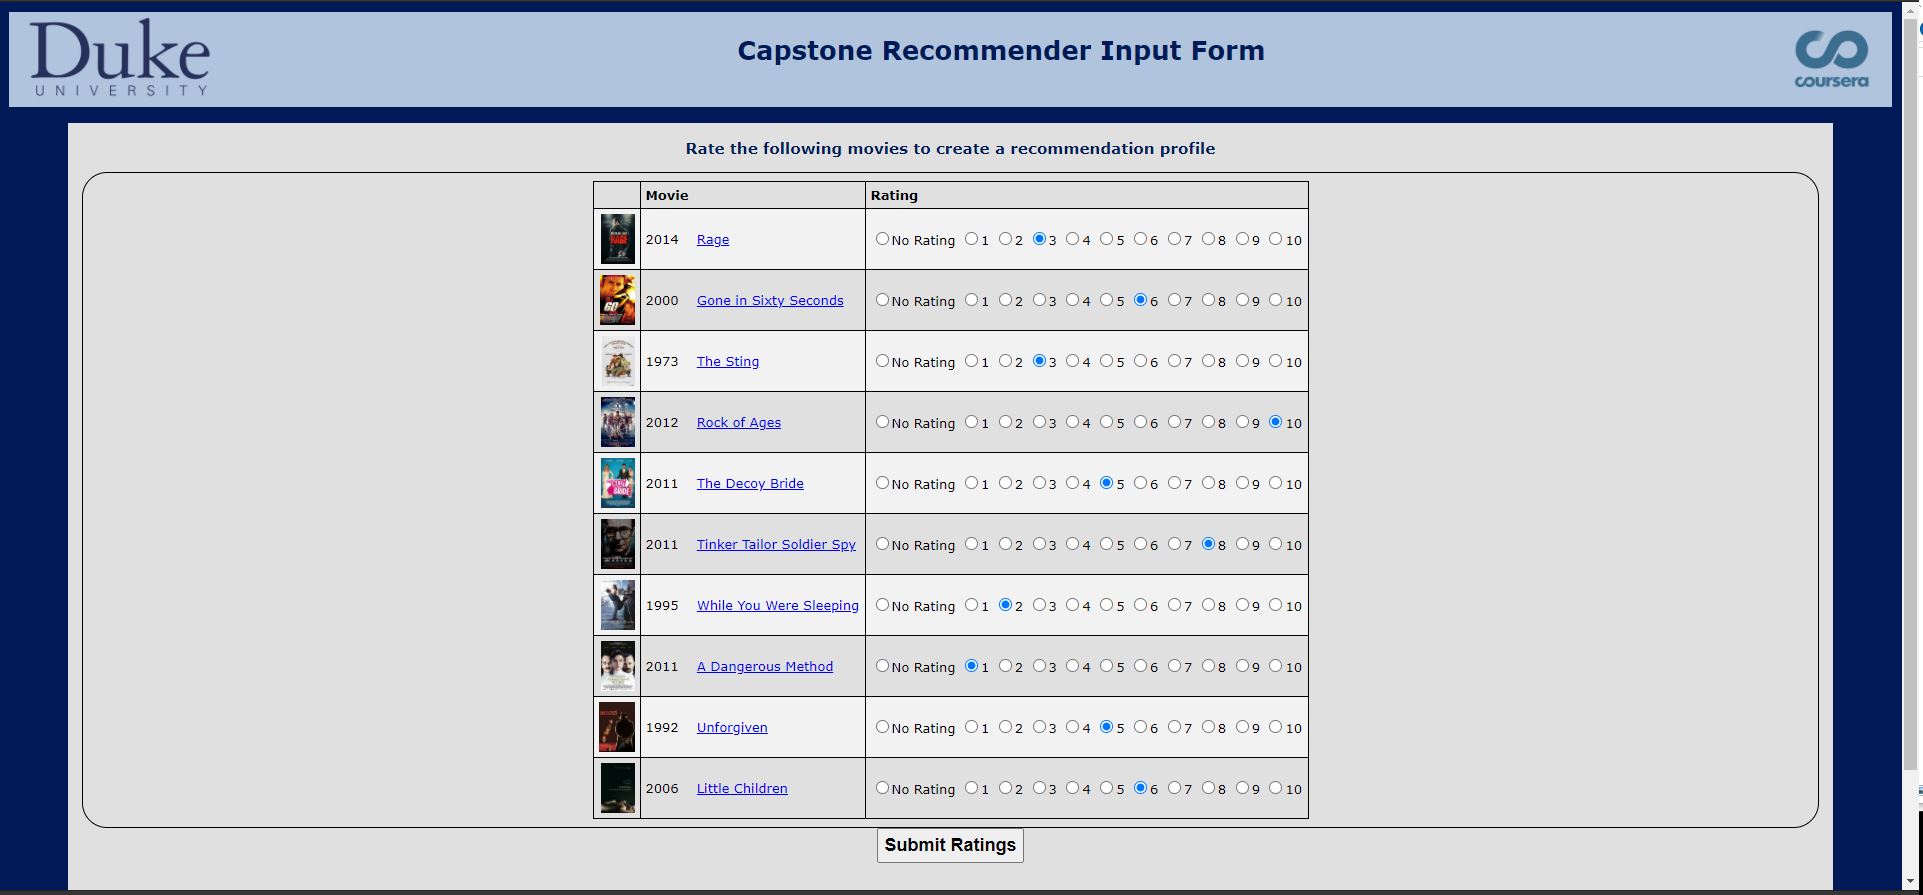 Duke
UNIVERSITY
Capstone Recommender Input Form
coursera
Rate the following movies to create a recommendation profile
Movie Rating
2014 Rage No Rating 1 2 3 4 5 6 7 8 9 10
2000 Gone in Sixty Seconds No Rating 1 2 3 4 5 6 7 8 9 10
1973 The Sting No Rating 1 2 3 4 5 6 7 8 9 10
2012 Rock of Ages No Rating 1 2 3 4 5 6 7 8 9 10
2011 The Decoy Bride No Rating 1 2 3 4 5 6 7 8 9 10
2011 Tinker Tailor Soldier Spy No Rating 1 2 3 4 5 6 7 8 9 10
1995 While You Were Sleeping No Rating 1 2 3 4 5 6 7 8 9 10
2011 A Dangerous Method No Rating 1 2 3 4 5 6 7 8 9 10
1992 Unforgiven No Rating 1 2 3 4 5 6 7 8 9 10
2006 Little Children No Rating 1 2 3 4 5 6 7 8 9 10
Submit Ratings